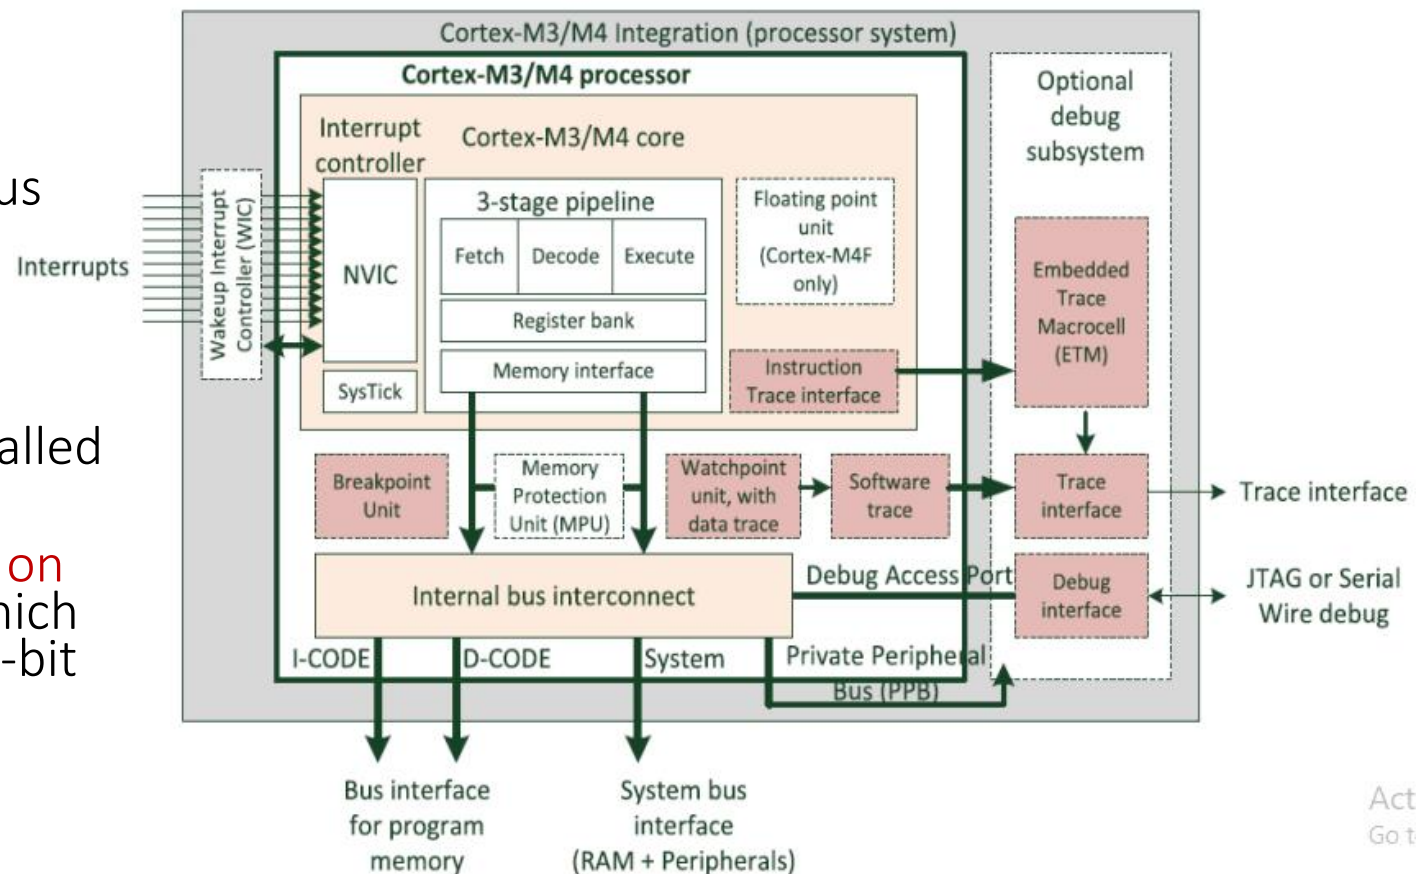 Cortex-M3/M4 Integration (processor system)
Cortex-M3/M4 processor
Interrupt
controller
Cortex-M3/M4 core
Optional
debug
subsystem
us
Interrupts
Wakeup Interrupt
Controller (WIC)
NVIC
SysTick
3-stage pipeline
Fetch
Decode
Execute
Register bank
Memory interface
Floating point
unit
(Cortex-M4F
only)
Instruction
Trace interface
Embedded
Trace
Macrocell
(ETM)
alled
on
hich
-bit
Breakpoint
Unit
Memory
Protection
Unit (MPU)
Watchpoint
unit, with
data trace
Software
trace
Trace
interface
Trace interface
Internal bus interconnect
Debug Access Port
Debug
interface
JTAG or Serial
Wire debug
I-CODE
D-CODE
System
Private Peripheral
Bus (PPB)
Bus interface
for program
memory
System bus
interface
(RAM + Peripherals)
Act
Go t